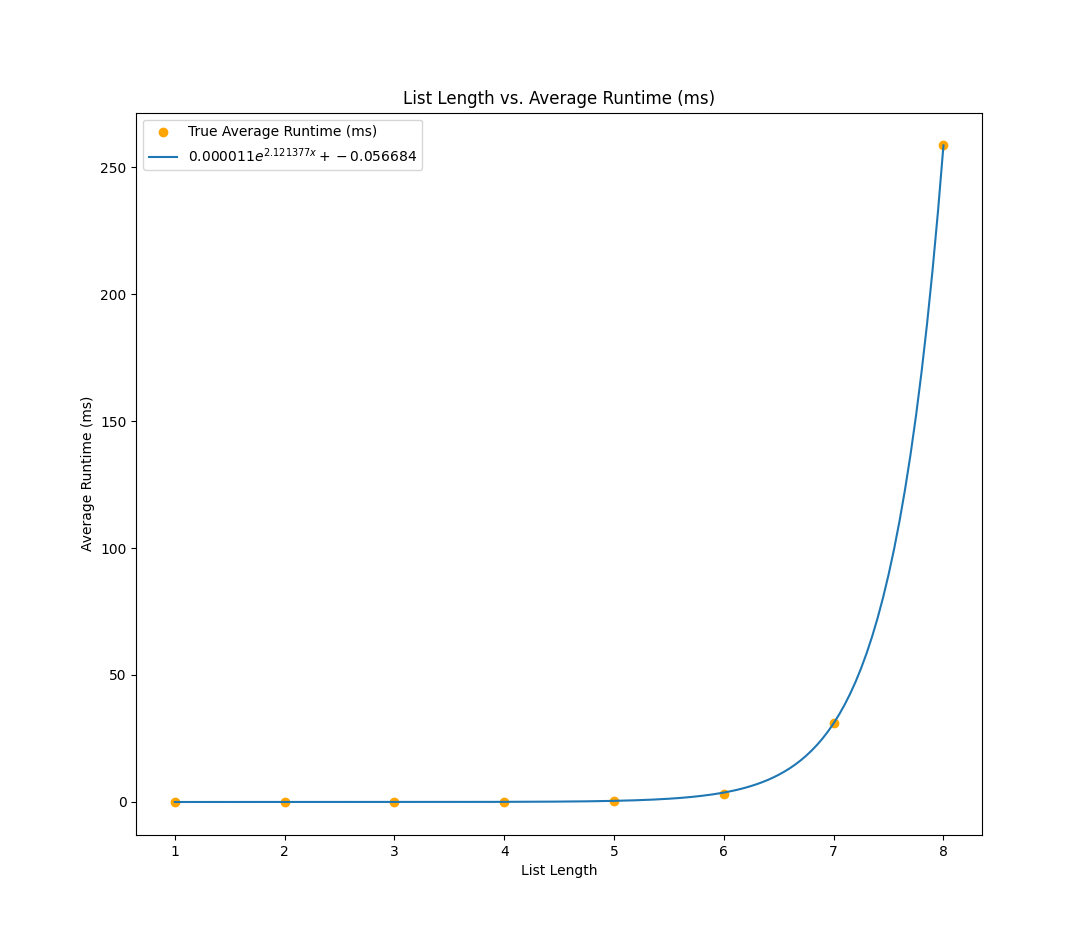 List Length vs. Average Runtime (ms)
True Average Runtime (ms)
0.000011e^{2.121377x} + −0.056684
250
200
150
100
50
0
Average Runtime (ms)
1 2 3 4 5 6 7 8
List Length